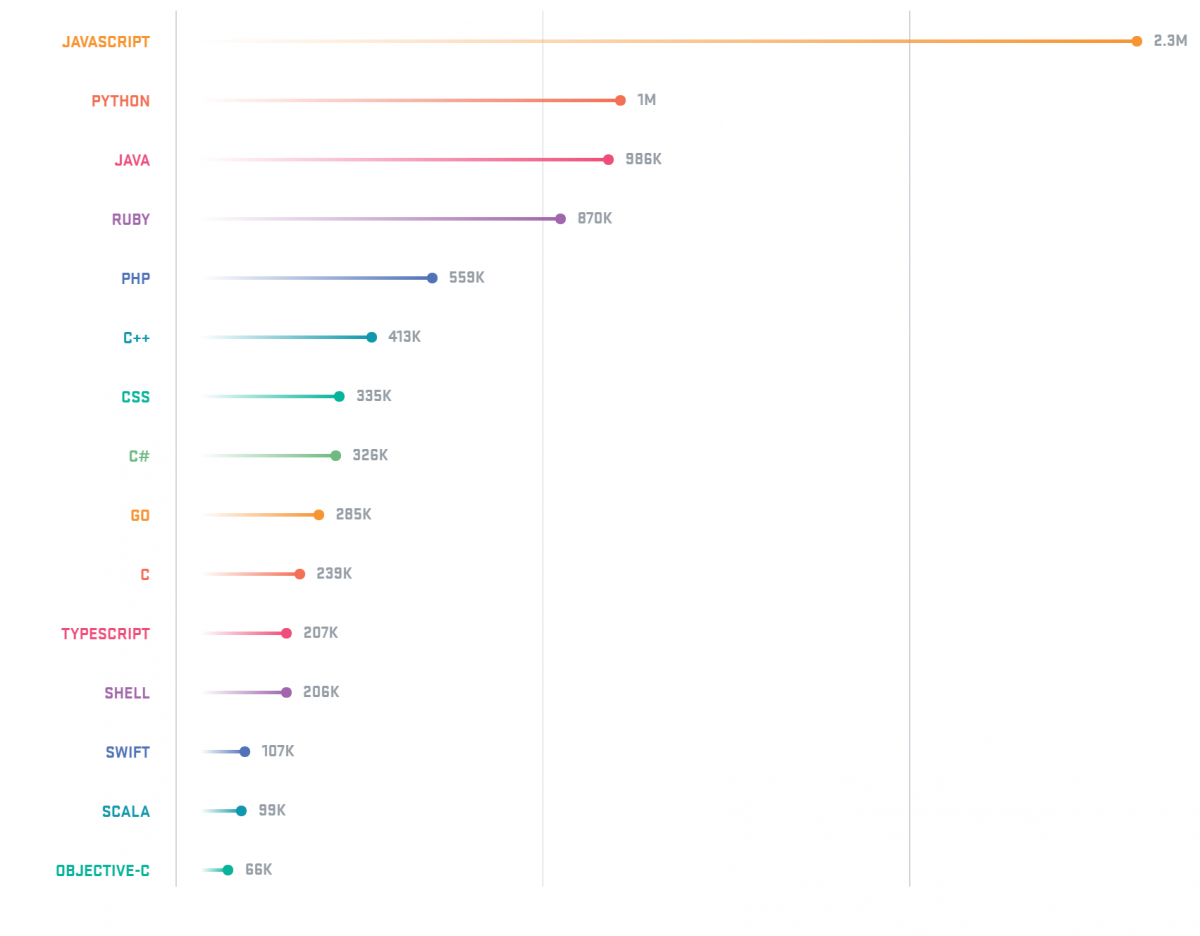 JAVASCRIPT 2.3M
PYTHON 1M
JAVA 986K
RUBY 870K
PHP 559K
C++ 413K
CSS 335K
C# 326K
GO 285K
C 239K
TYPESCRIPT 207K
SHELL 206K
SWIFT 107K
SCALA 99K
OBJECTIVE-C 66K